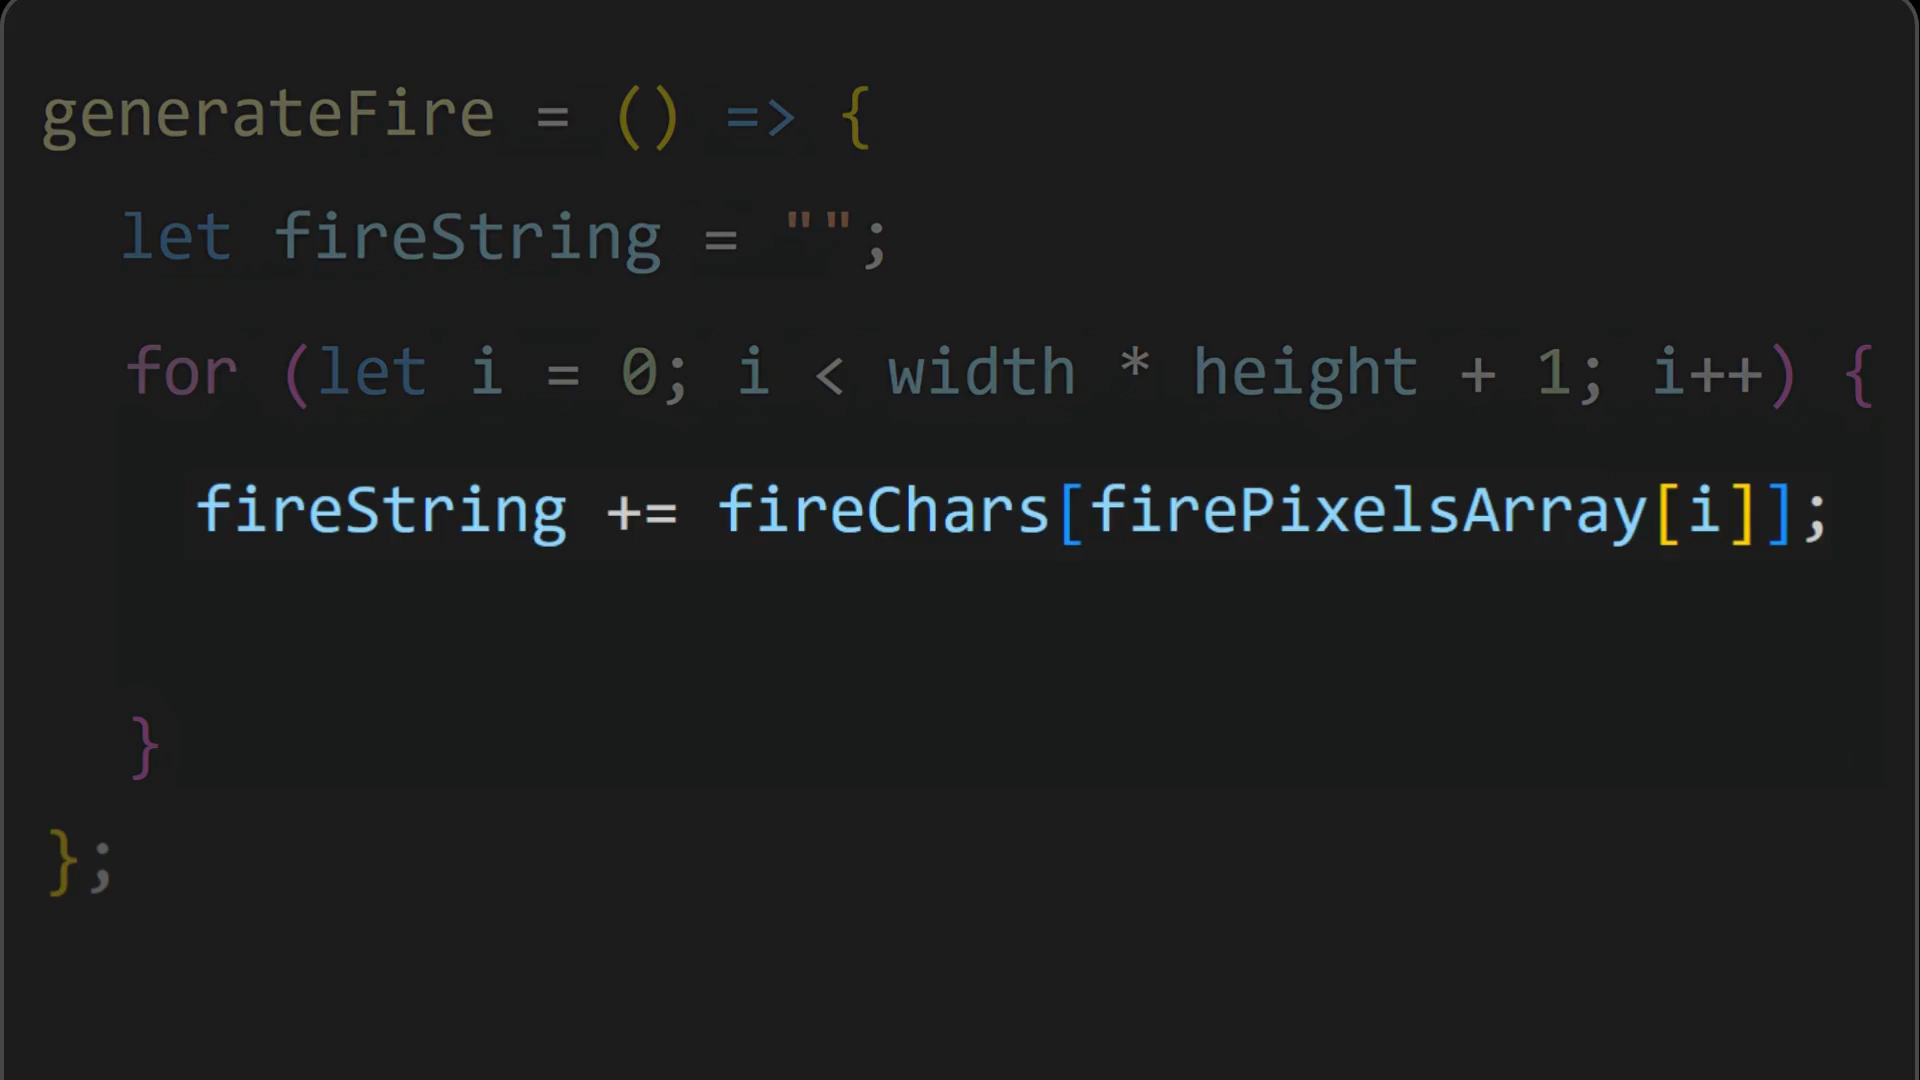 generateFire = () => {
let fireString = "";
for (let i = 0; i < width * height + 1; i++) {
fireString += fireChars[firePixelsArray[i]];
}
};